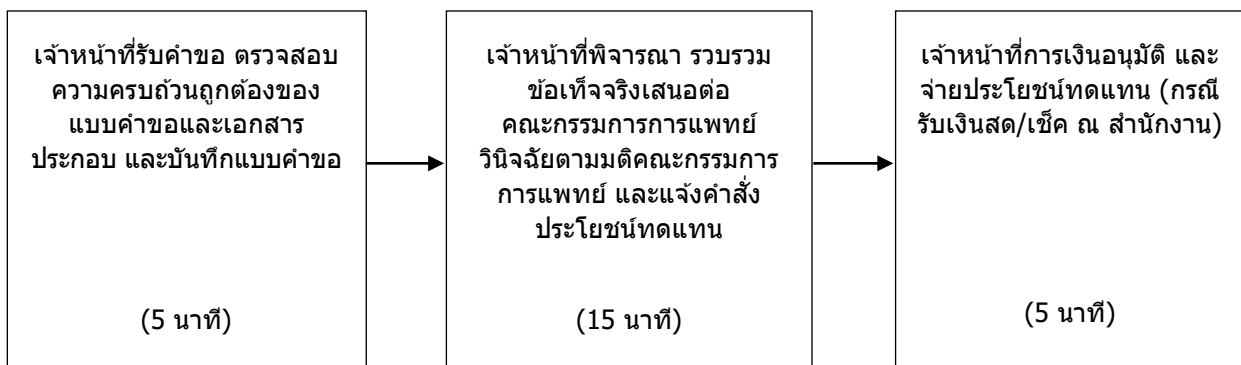 เจ้าหน้าที่รับคำขอ ตรวจสอบ
ความครบถ้วนถูกต้องของ
แบบคำขอและเอกสาร
ประกอบ และบันทึกแบบคำขอ
(5 นาที)
เจ้าหน้าที่พิจารณา รวบรวม
ข้อเท็จจริงเสนอต่อ
คณะกรรมการการแพทย์
วินิจฉัยตามมติคณะกรรมการ
การแพทย์ และแจ้งคำสั่ง
ประโยชน์ทดแทน
(15 นาที)
เจ้าหน้าที่การเงินอนุมัติ และ
จ่ายประโยชน์ทดแทน (กรณี
รับเงินสด/เช็ค ณ สำนักงาน)
(5 นาที)